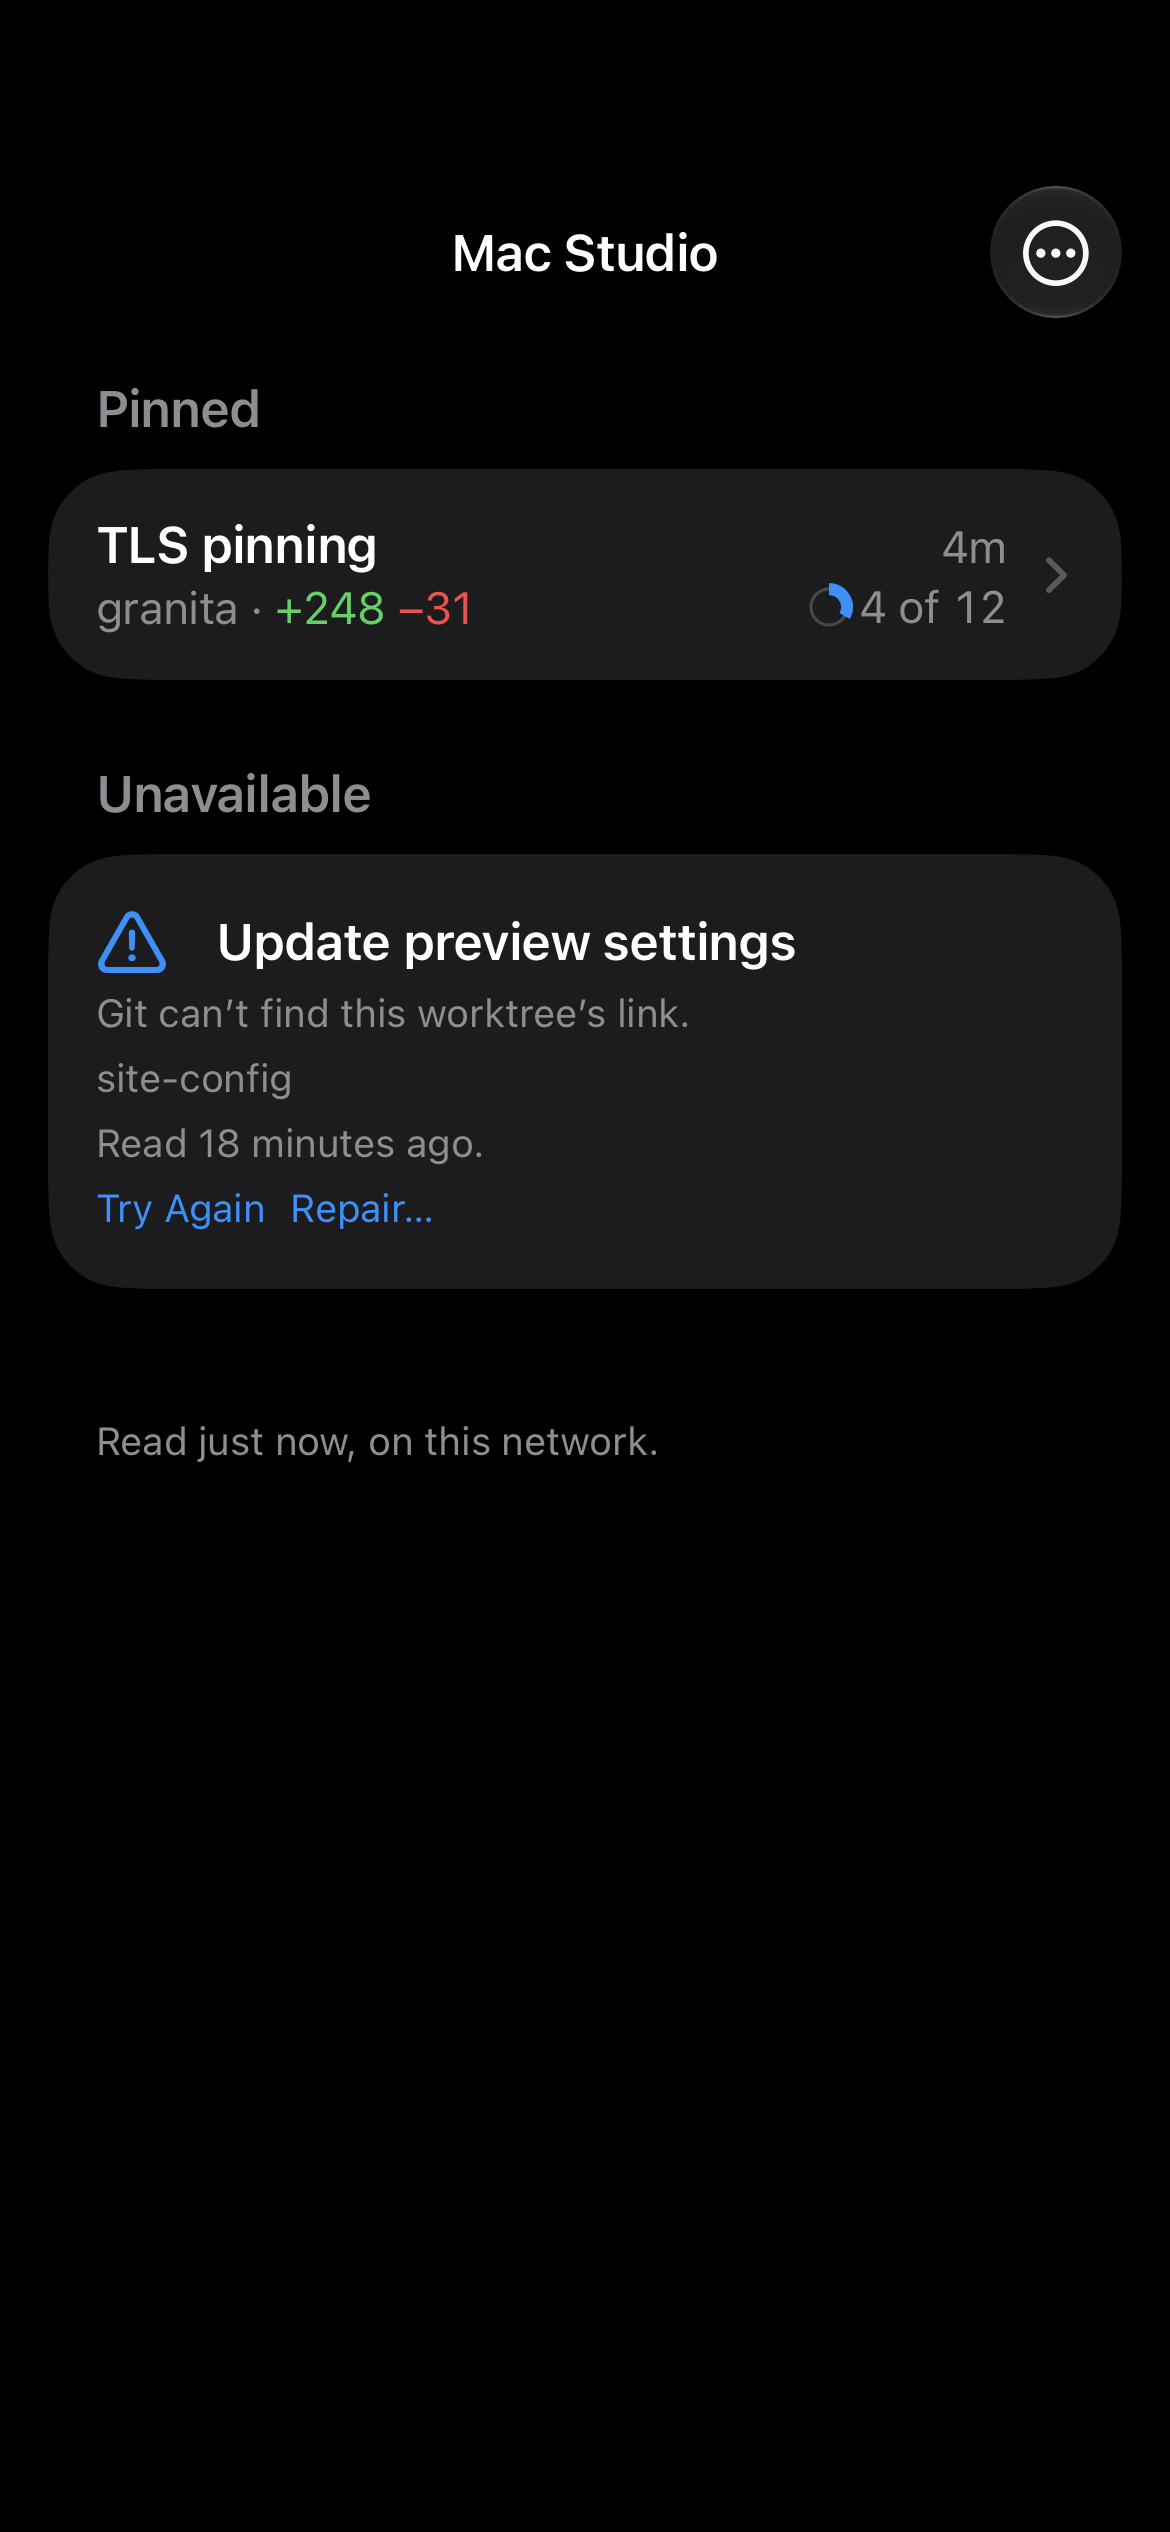 Mac Studio
Pinned
TLS pinning
4m
granita · +248 −31
4 of 12
Unavailable
Update preview settings
Git can’t find this worktree’s link.
site-config
Read 18 minutes ago.
Try Again Repair…
Read just now, on this network.